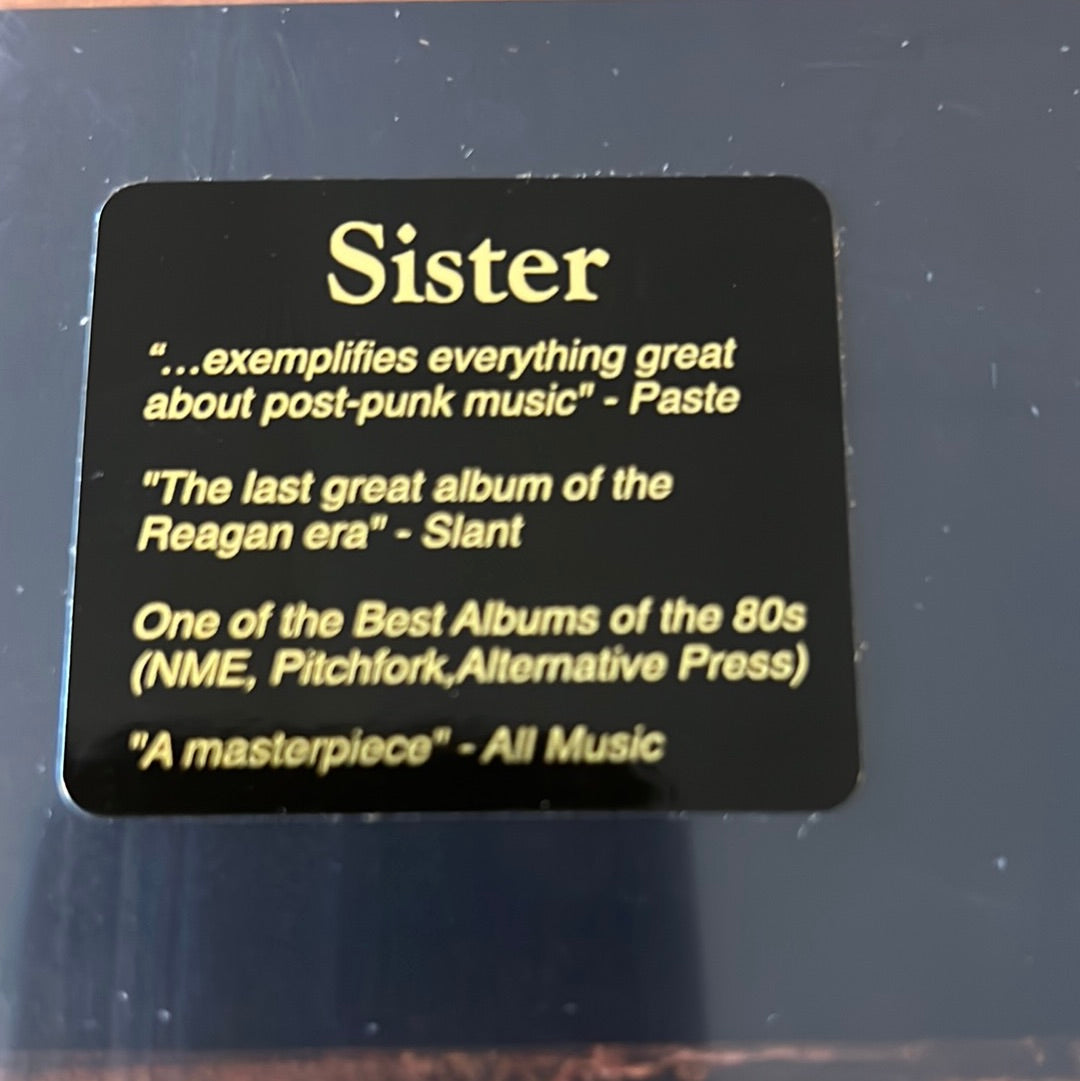 Sister
“...exemplifies everything great
about post-punk music" - Paste
"The last great album of the
Reagan era" - Slant
One of the Best Albums of the 80s
(NME, Pitchfork,Alternative Press)
"A masterpiece" - All Music